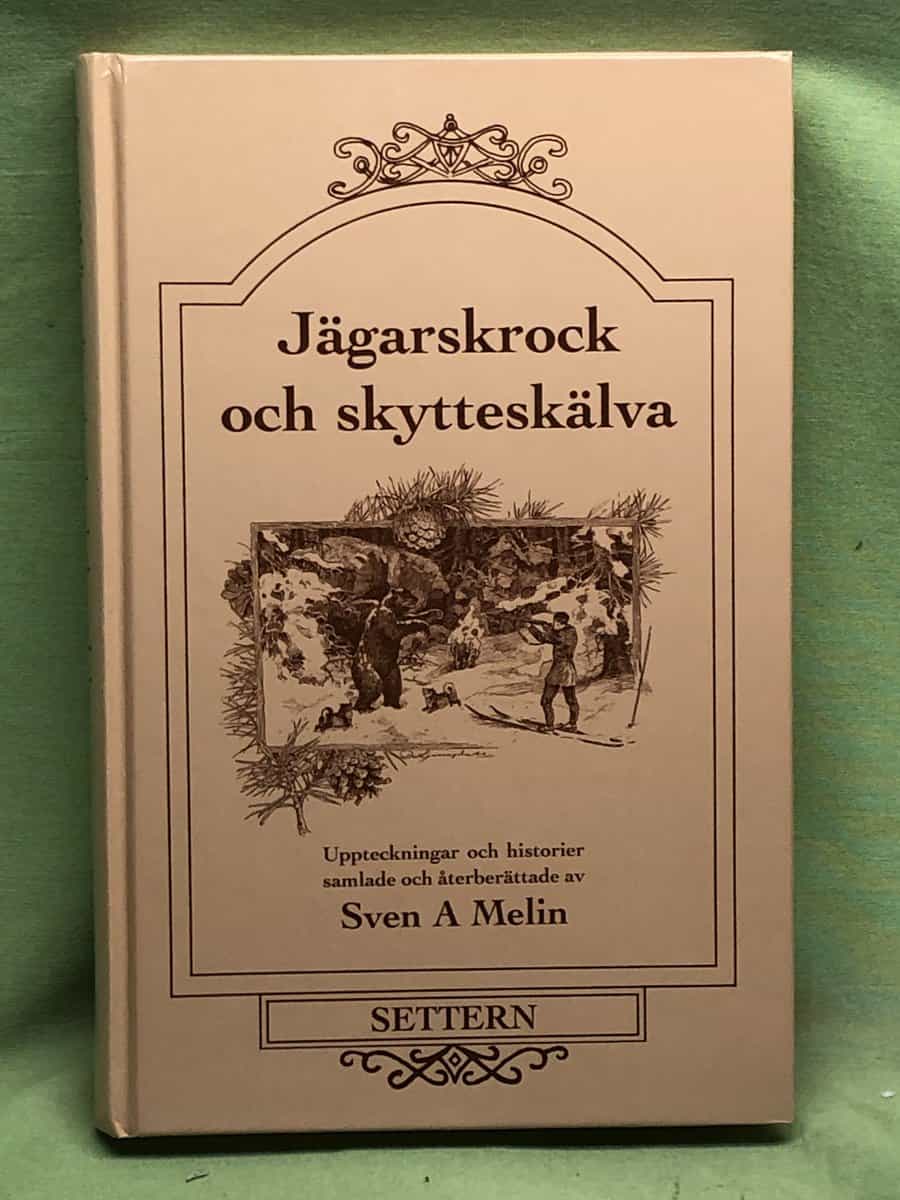 Jägarskrock
och skytteskälva
Uppteckningar och historier
samlade och återberättade av
Sven A Melin
SETTERN